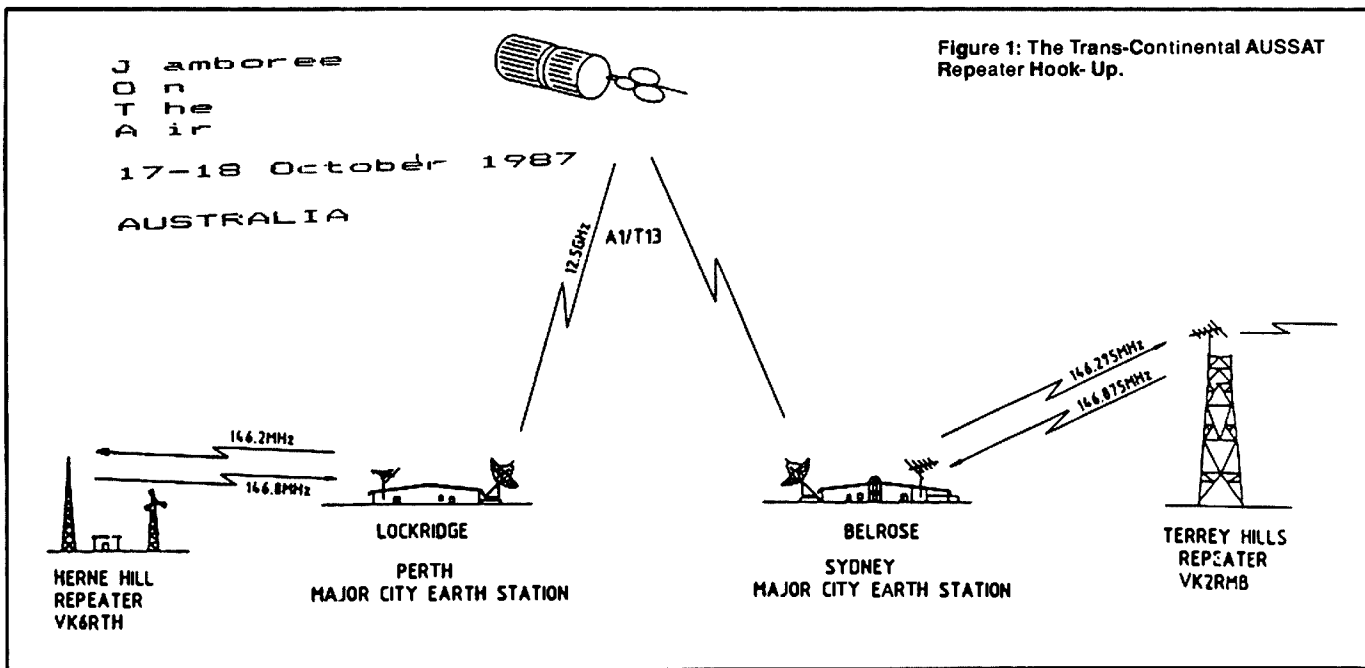 Figure 1: The Trans-Continental AUSSAT
Repeater Hook- Up.
J amboree
O n
T he
A ir
17-18 October 1987
AUSTRALIA
12.5GHz
A1/T13
146.2MHz
146.8MHz
146.295MHz
146.875MHz
HERNE HILL
REPEATER
VK6RTH
LOCKRIDGE
PERTH
MAJOR CITY EARTH STATION
BELROSE
SYDNEY
MAJOR CITY EARTH STATION
TERREY HILLS
REPEATER
VK2RMB